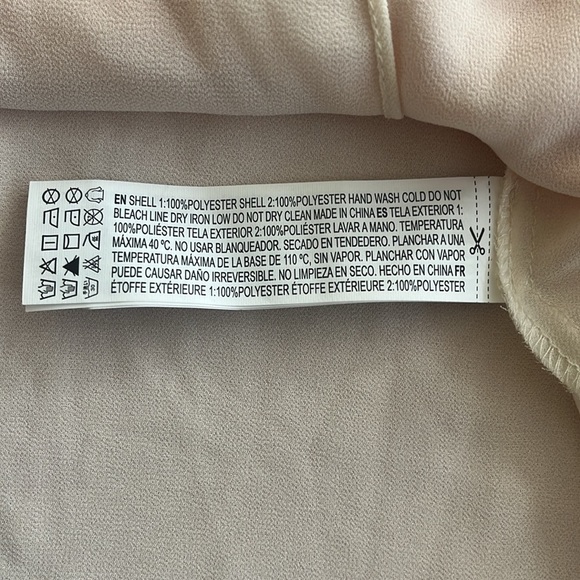 EN SHELL 1:100%POLYESTER SHELL 2:100%POLYESTER HAND WASH COLD DO NOT
BLEACH LINE DRY IRON LOW DO NOT DRY CLEAN MADE IN CHINA ES TELA EXTERIOR 1:
100%POLIÉSTER TELA EXTERIOR 2:100%POLIÉSTER LAVAR A MANO. TEMPERATURA
MÁXIMA 40 ºC. NO USAR BLANQUEADOR. SECADO EN TENDEDERO. PLANCHAR A UNA
TEMPERATURA MÁXIMA DE LA BASE DE 110 ºC, SIN VAPOR. PLANCHAR CON VAPOR
PUEDE CAUSAR DAÑO IRREVERSIBLE. NO LIMPIEZA EN SECO. HECHO EN CHINA FR
ÉTOFFE EXTÉRIEURE 1:100%POLYESTER ÉTOFFE EXTÉRIEURE 2:100%POLYESTER